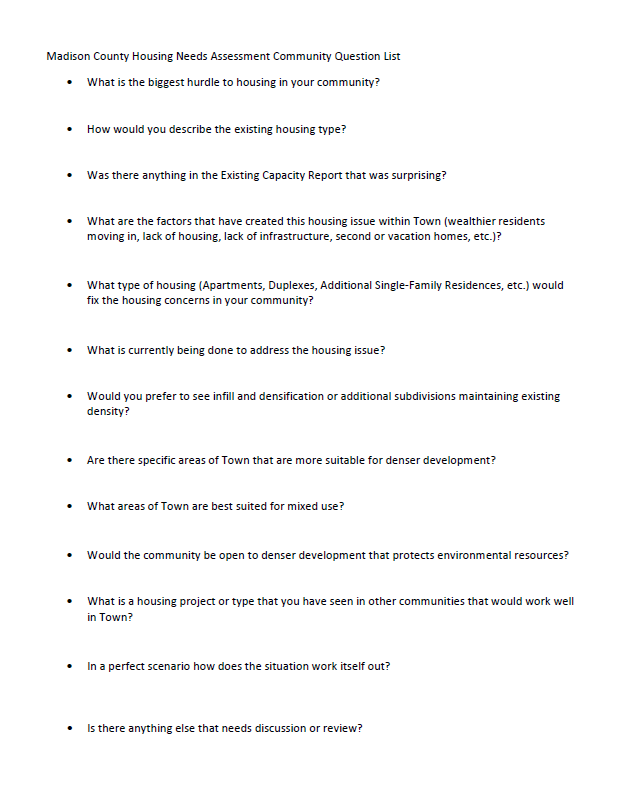 Madison County Housing Needs Assessment Community Question List
• What is the biggest hurdle to housing in your community?
• How would you describe the existing housing type?
• Was there anything in the Existing Capacity Report that was surprising?
• What are the factors that have created this housing issue within Town (wealthier residents
moving in, lack of housing, lack of infrastructure, second or vacation homes, etc.)?
• What type of housing (Apartments, Duplexes, Additional Single-Family Residences, etc.) would
fix the housing concerns in your community?
• What is currently being done to address the housing issue?
• Would you prefer to see infill and densification or additional subdivisions maintaining existing
density?
• Are there specific areas of Town that are more suitable for denser development?
• What areas of Town are best suited for mixed use?
• Would the community be open to denser development that protects environmental resources?
• What is a housing project or type that you have seen in other communities that would work well
in Town?
• In a perfect scenario how does the situation work itself out?
• Is there anything else that needs discussion or review?